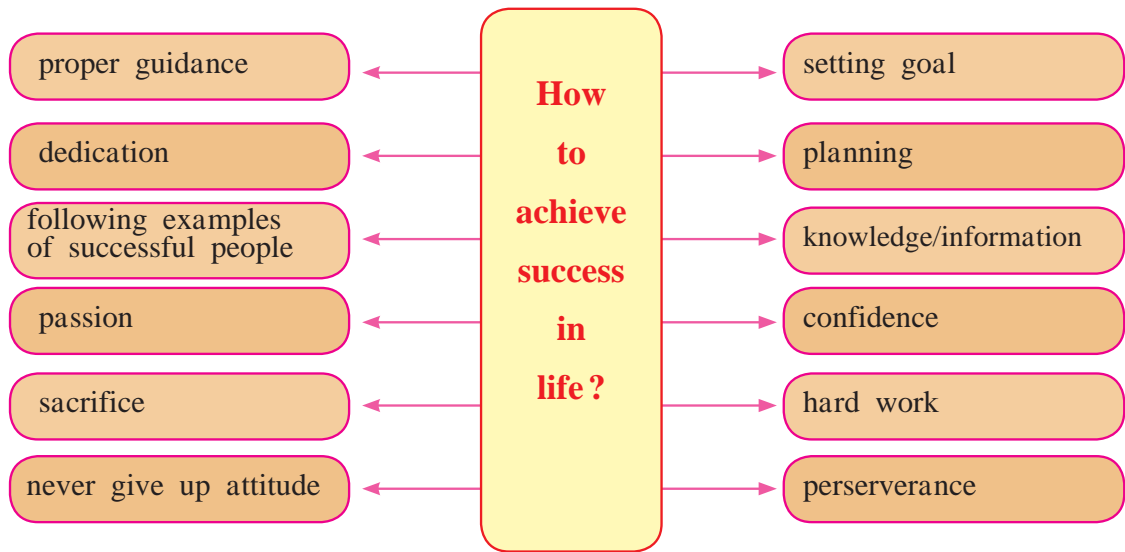 proper guidance
dedication
following examples
of successful people
passion
sacrifice
never give up attitude
How
to
achieve
success
in
life ?
setting goal
planning
knowledge/information
confidence
hard work
perserverance